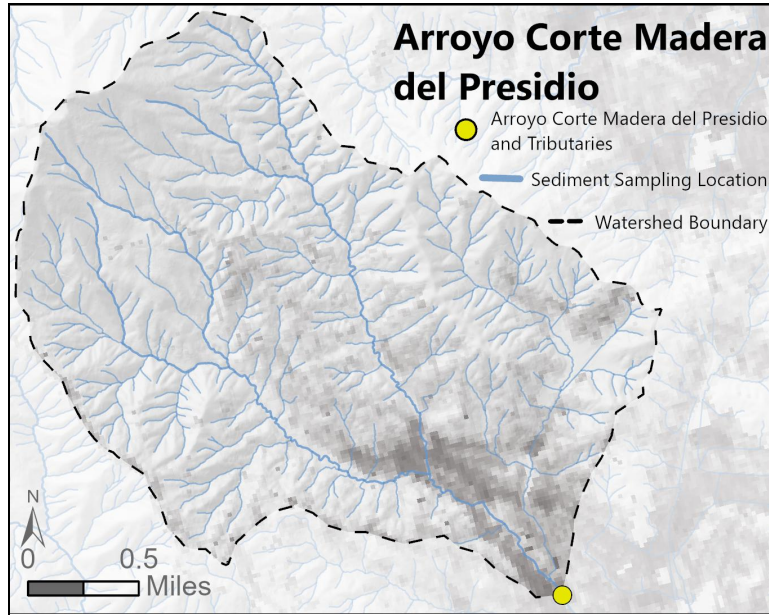 Arroyo Corte Madera
del Presidio
Arroyo Corte Madera del Presidio
and Tributaries
Sediment Sampling Location
Watershed Boundary
N
0 0.5
Miles